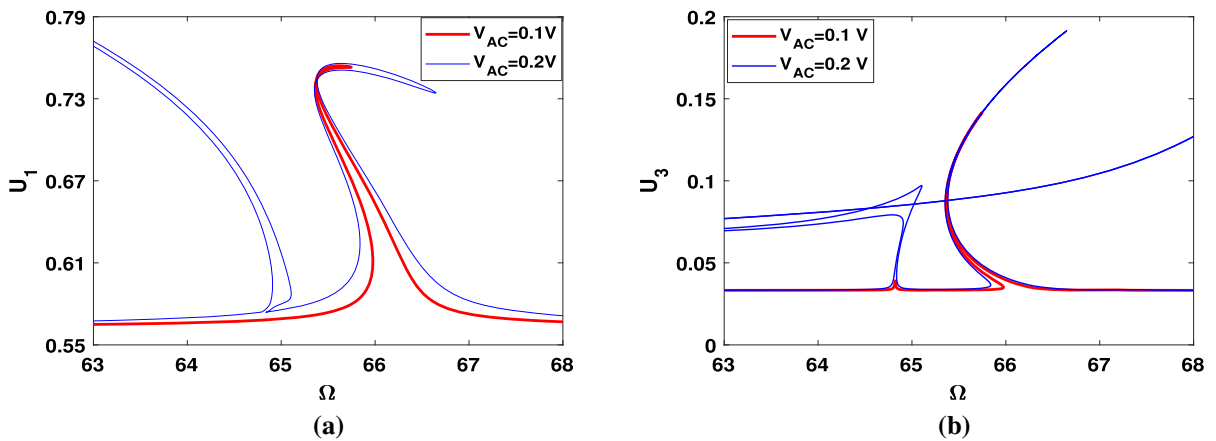 0.79
0.73
0.67
0.61
0.55
U1
63 64 65 66 67 68
Ω
V_AC=0.1V
V_AC=0.2V
(a)
0.2
0.15
0.1
0.05
0
U3
63 64 65 66 67 68
Ω
V_AC=0.1 V
V_AC=0.2 V
(b)